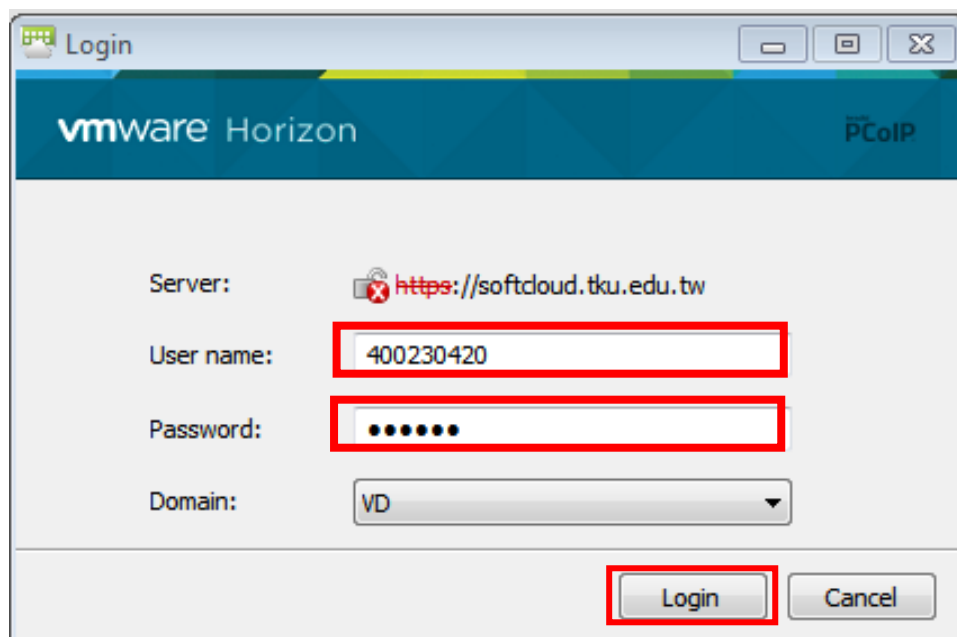 Login
vmware Horizon
PCoIP
Server: https://softcloud.tku.edu.tw
User name: 400230420
Password: ●●●●●●
Domain: VD
Login Cancel